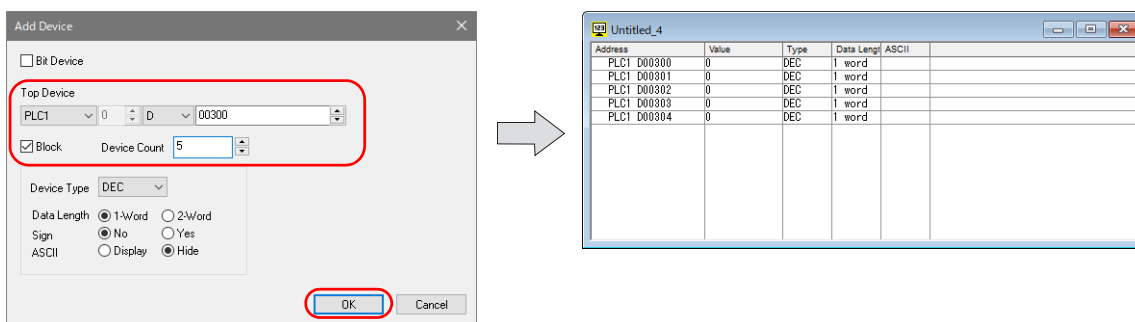 Add Device
Bit Device
Top Device
PLC1 0 D 00300
Block Device Count 5
Device Type DEC
Data Length 1-Word 2-Word
Sign No Yes
ASCII Display Hide
OK Cancel
123 Untitled_4
Address Value Type Data Lengt ASCII
PLC1 D00300 0 DEC 1 word
PLC1 D00301 0 DEC 1 word
PLC1 D00302 0 DEC 1 word
PLC1 D00303 0 DEC 1 word
PLC1 D00304 0 DEC 1 word